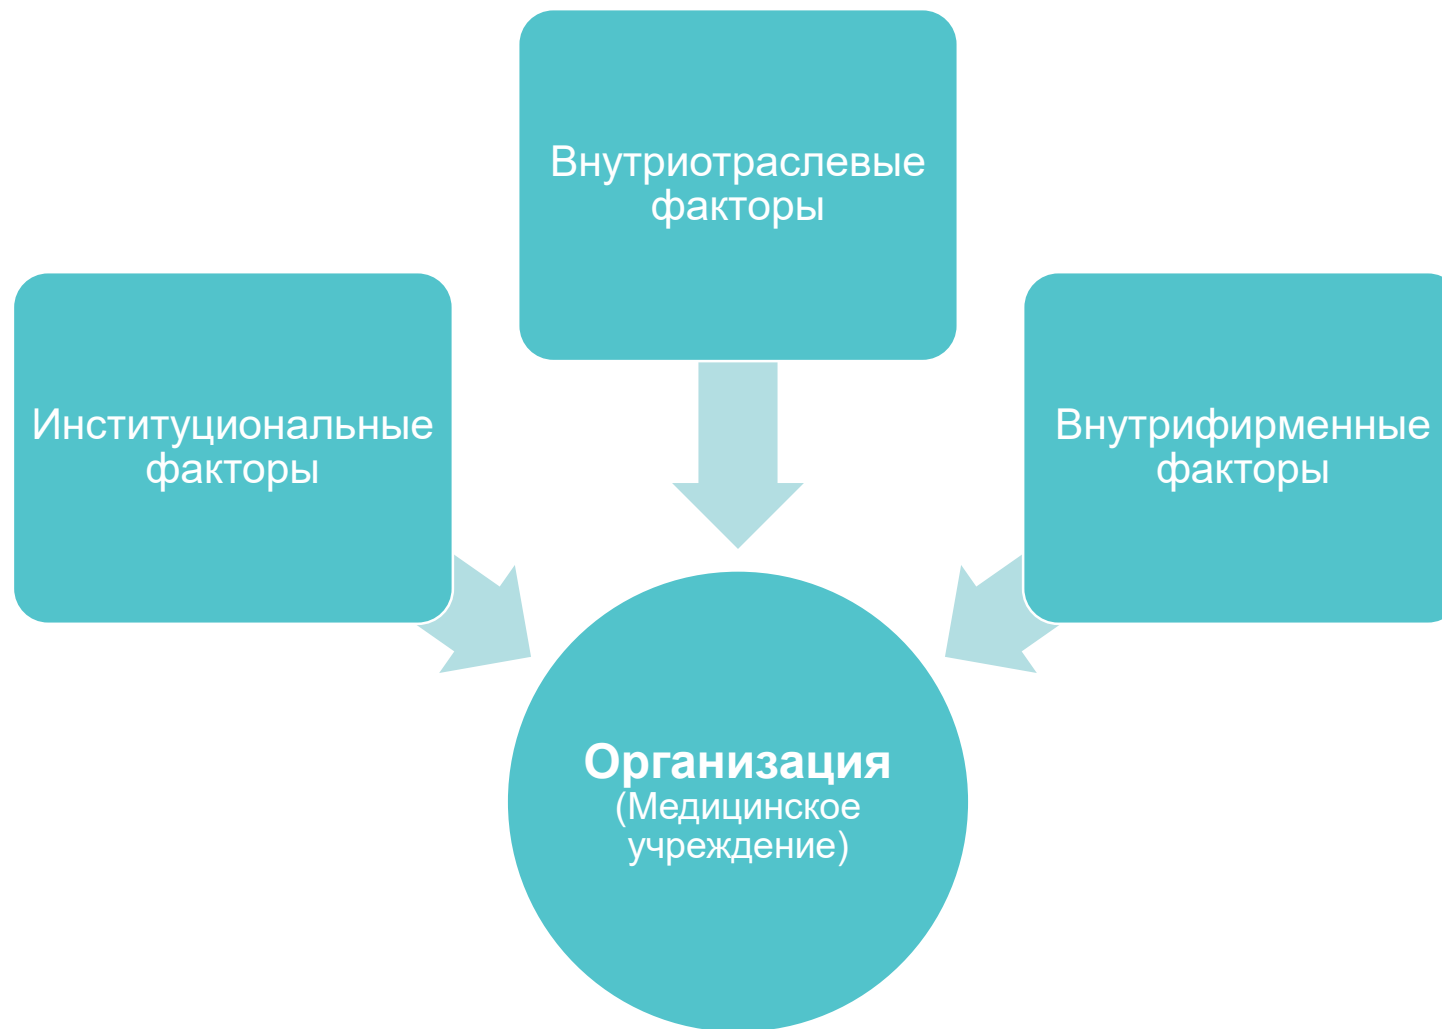 Внутриотраслевые
факторы
Институциональные
факторы
Внутрифирменные
факторы
Организация
(Медицинское
учреждение)